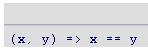 (x, y) => x == y